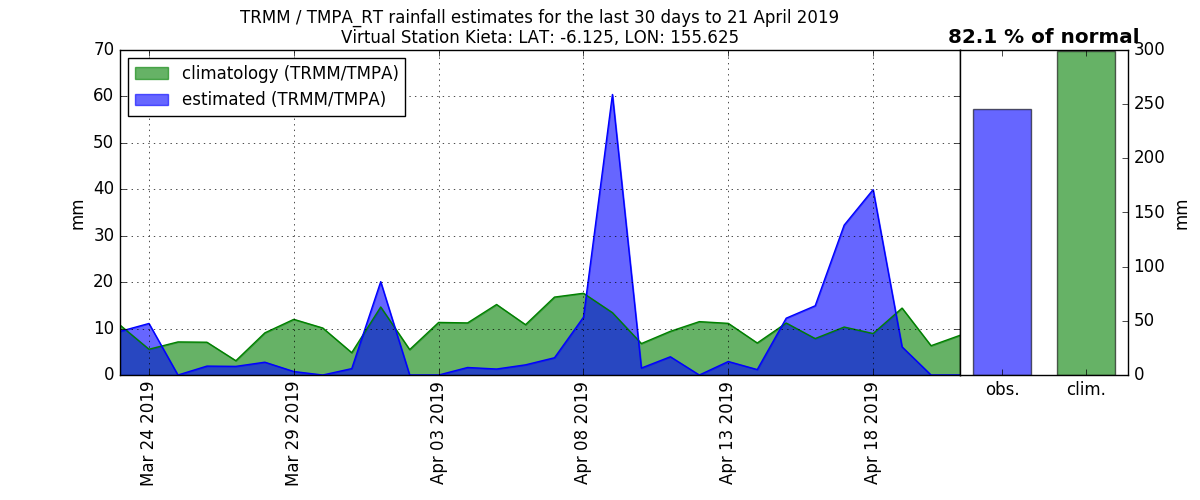 TRMM / TMPA_RT rainfall estimates for the last 30 days to 21 April 2019
Virtual Station Kieta: LAT: -6.125, LON: 155.625
82.1 % of normal
climatology (TRMM/TMPA)
estimated (TRMM/TMPA)
70
60
50
40
30
20
10
0
mm
Mar 24 2019
Mar 29 2019
Apr 03 2019
Apr 08 2019
Apr 13 2019
Apr 18 2019
300
250
200
150
100
50
0
mm
obs.
clim.